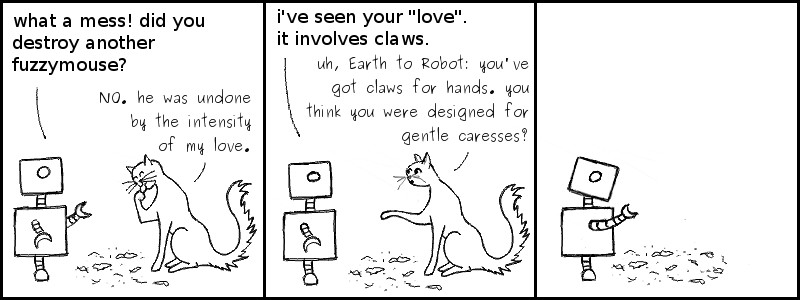 what a mess! did you
destroy another
fuzzymouse?
NO. he was undone
by the intensity
of my love.
i've seen your "love".
it involves claws.
uh, Earth to Robot: you've
got claws for hands. you
think you were designed for
gentle caresses?